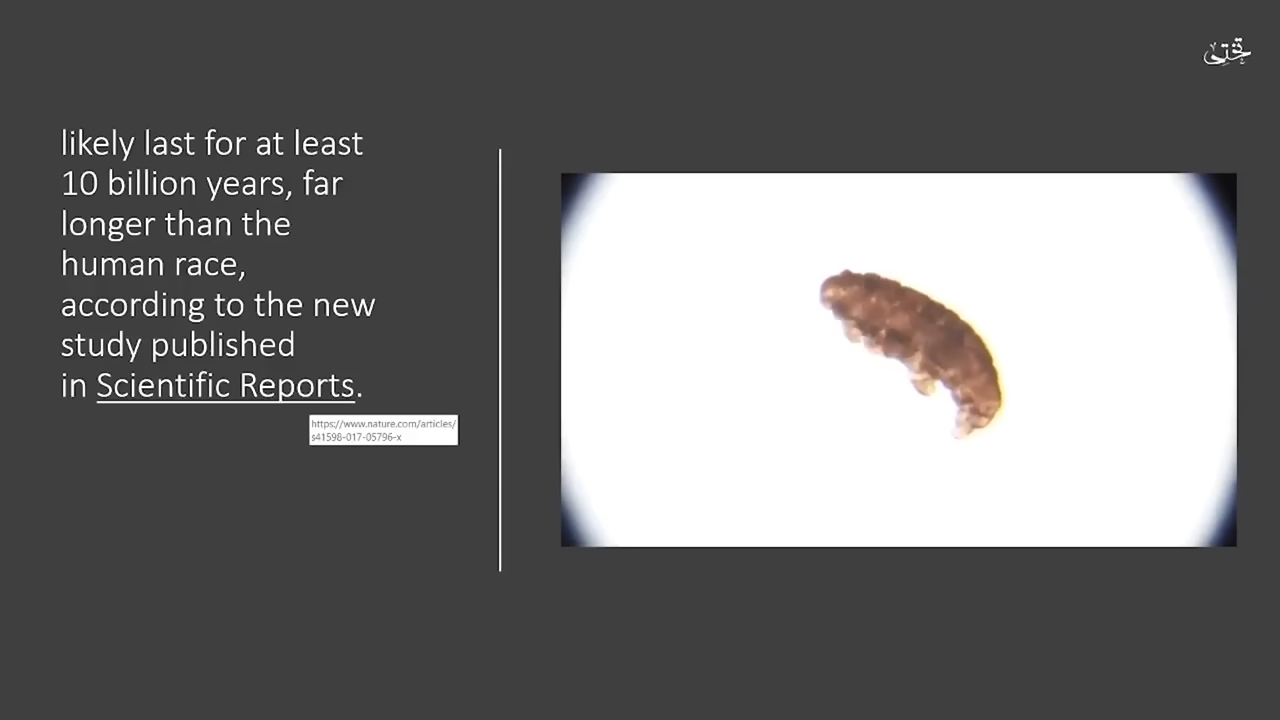 تختی
likely last for at least
10 billion years, far
longer than the
human race,
according to the new
study published
in Scientific Reports.
https://www.nature.com/articles/
s41598-017-05796-x